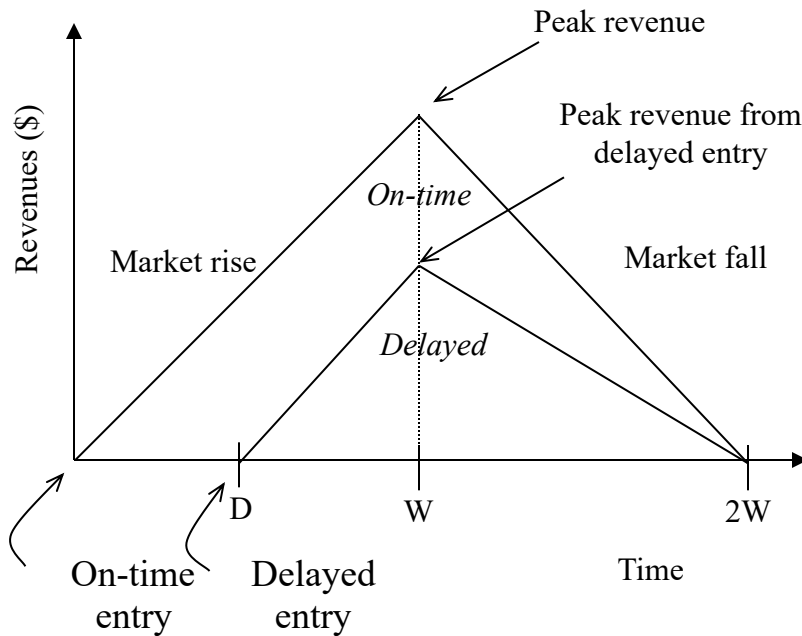 Peak revenue
Peak revenue from
delayed entry
Revenues ($)
On-time
Market rise
Market fall
Delayed
D
W
2W
On-time
entry
Delayed
entry
Time